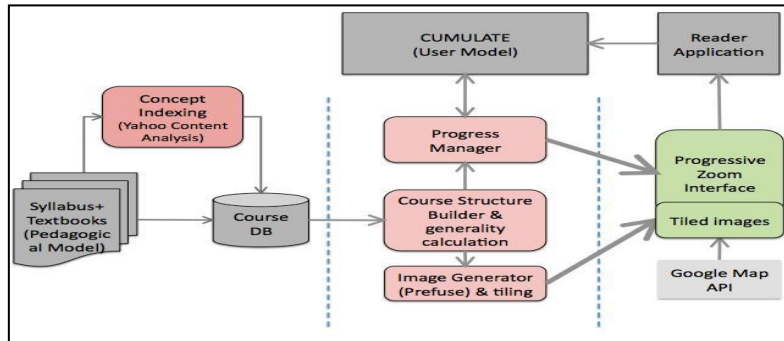 CUMULATE
(User Model)
Reader
Application
Concept
Indexing
(Yahoo Content
Analysis)
Progress
Manager
Progressive
Zoom
Interface
Syllabus+
Textbooks
(Pedagogic
al Model)
Course
DB
Course Structure
Builder &
generality
calculation
Tiled images
Image Generator
(Prefuse) & tiling
Google Map
API